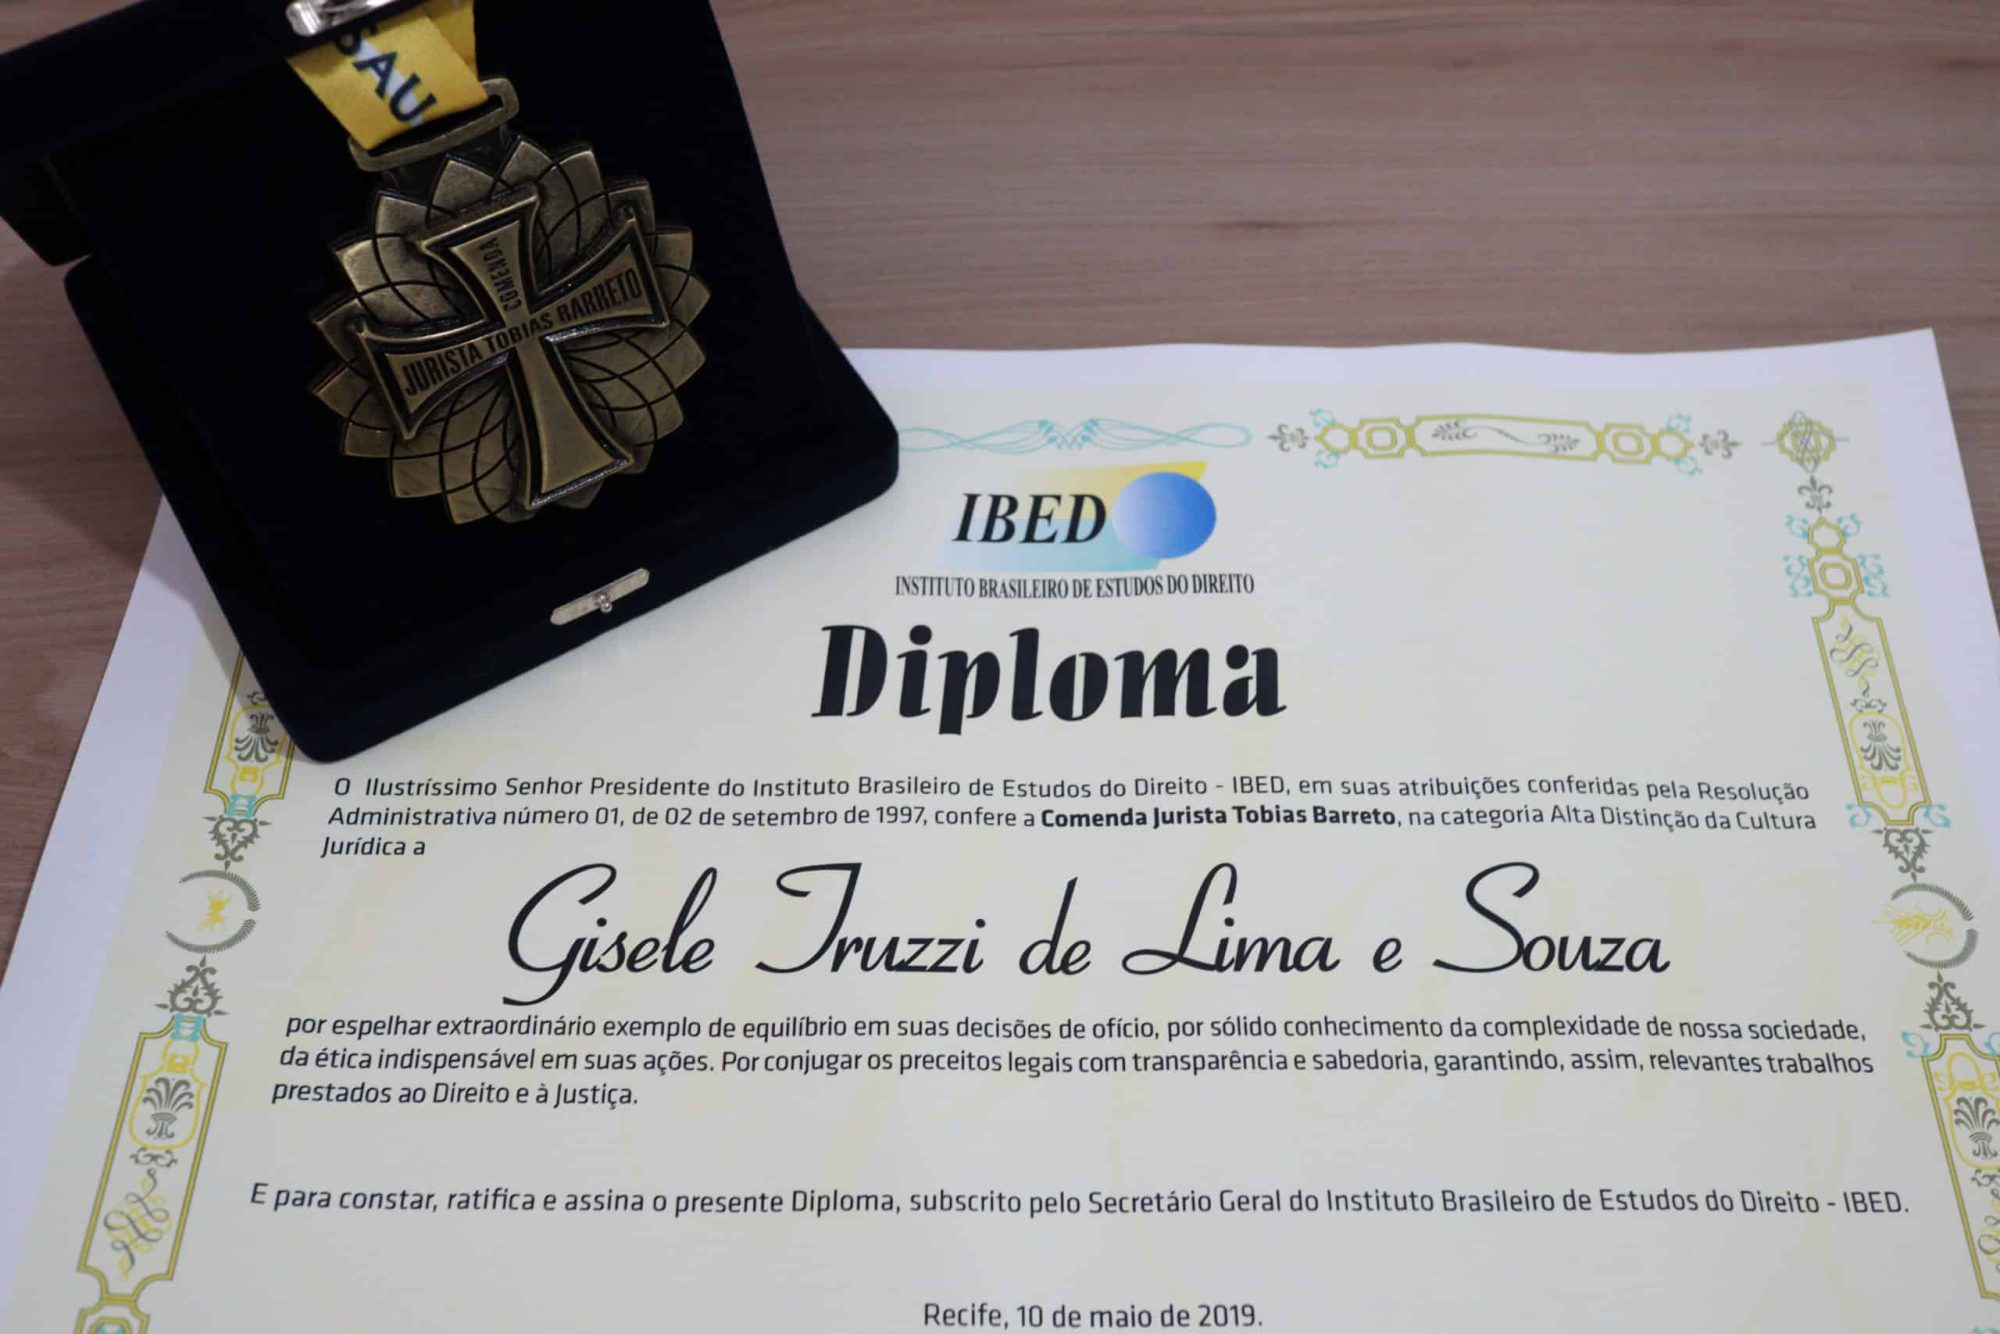 SAU
COMENDA
JURISTA TOBIAS BARRETO
IBED
INSTITUTO BRASILEIRO DE ESTUDOS DO DIREITO
Diploma
O Ilustríssimo Senhor Presidente do Instituto Brasileiro de Estudos do Direito - IBED, em suas atribuições conferidas pela Resolução
Administrativa número 01, de 02 de setembro de 1997, confere a Comenda Jurista Tobias Barreto, na categoria Alta Distinção da Cultura
Jurídica a
Gisele Truzzi de Lima e Souza
por espelhar extraordinário exemplo de equilíbrio em suas decisões de ofício, por sólido conhecimento da complexidade de nossa sociedade,
da ética indispensável em suas ações. Por conjugar os preceitos legais com transparência e sabedoria, garantindo, assim, relevantes trabalhos
prestados ao Direito e à Justiça.
E para constar, ratifica e assina o presente Diploma, subscrito pelo Secretário Geral do Instituto Brasileiro de Estudos do Direito - IBED.
Recife, 10 de maio de 2019.